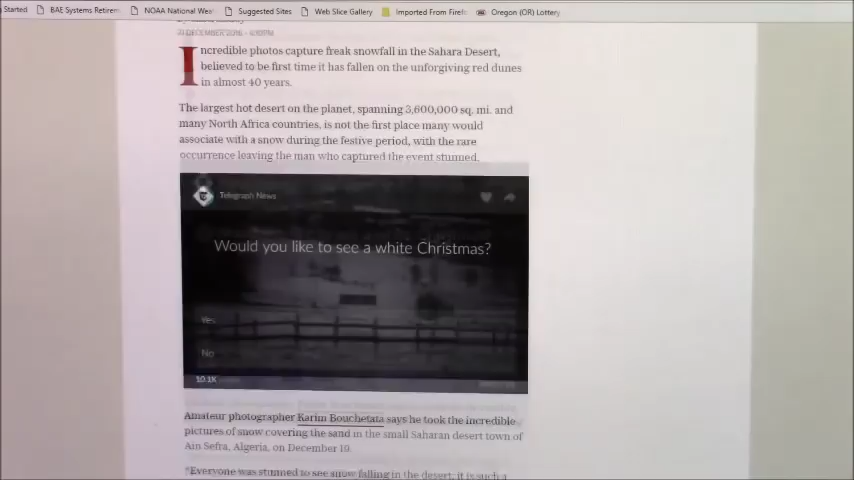 Started BAE Systems Retirem NOAA National Wea Suggested Sites Web Slice Gallery Imported From Firef Oregon (OR) Lottery
21 DECEMBER 2016 • 4:30PM
Incredible photos capture freak snowfall in the Sahara Desert,
believed to be first time it has fallen on the unforgiving red dunes
in almost 40 years.
The largest hot desert on the planet, spanning 3,600,000 sq. mi. and
many North Africa countries, is not the first place many would
associate with a snow during the festive period, with the rare
occurrence leaving the man who captured the event stunned.
Telegraph News
Would you like to see a white Christmas?
Yes
No
10.1K
Amateur photographer Karim Bouchetata says he took the incredible
pictures of snow covering the sand in the small Saharan desert town of
Ain Sefra, Algeria, on December 19.
"Everyone was stunned to see snow falling in the desert, it is such a